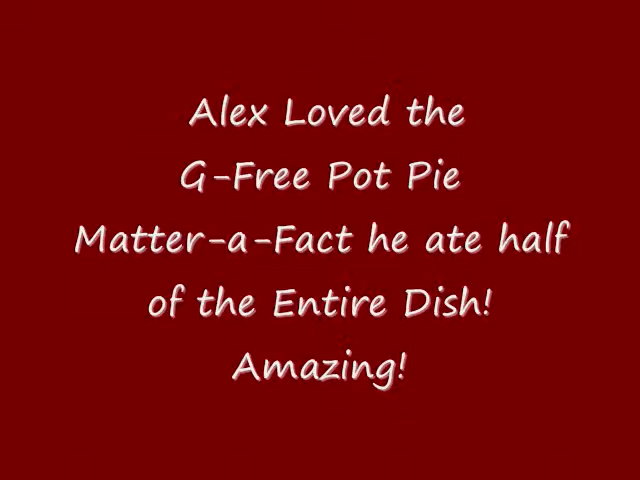 Alex Loved the
G-Free Pot Pie
Matter-a-Fact he ate half
of the Entire Dish!
Amazing!